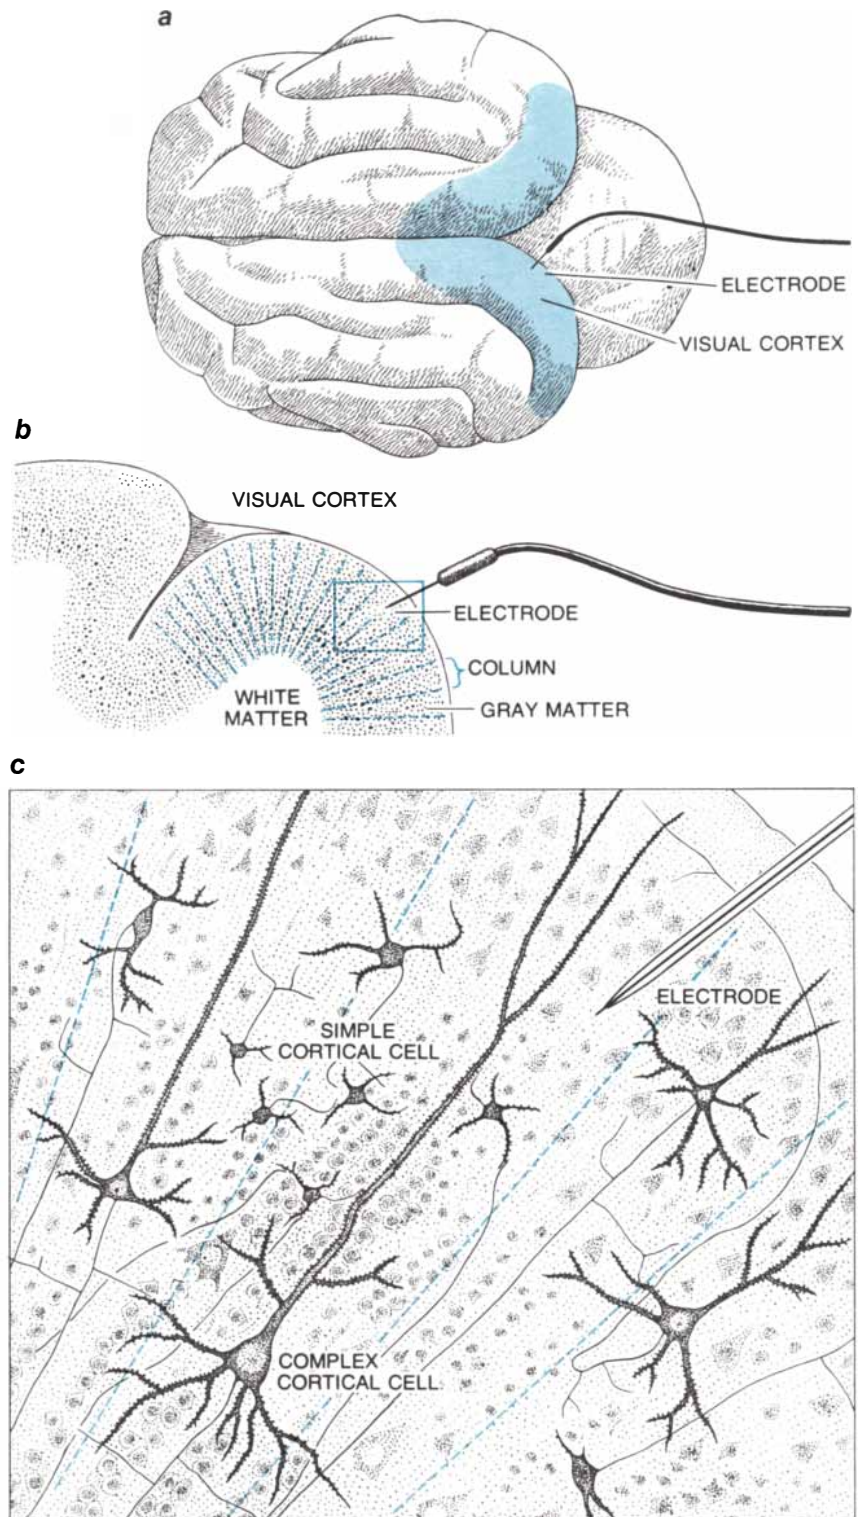 a
ELECTRODE
VISUAL CORTEX
b
VISUAL CORTEX
ELECTRODE
COLUMN
WHITE
MATTER
GRAY MATTER
c
ELECTRODE
SIMPLE
CORTICAL CELL
COMPLEX
CORTICAL CELL